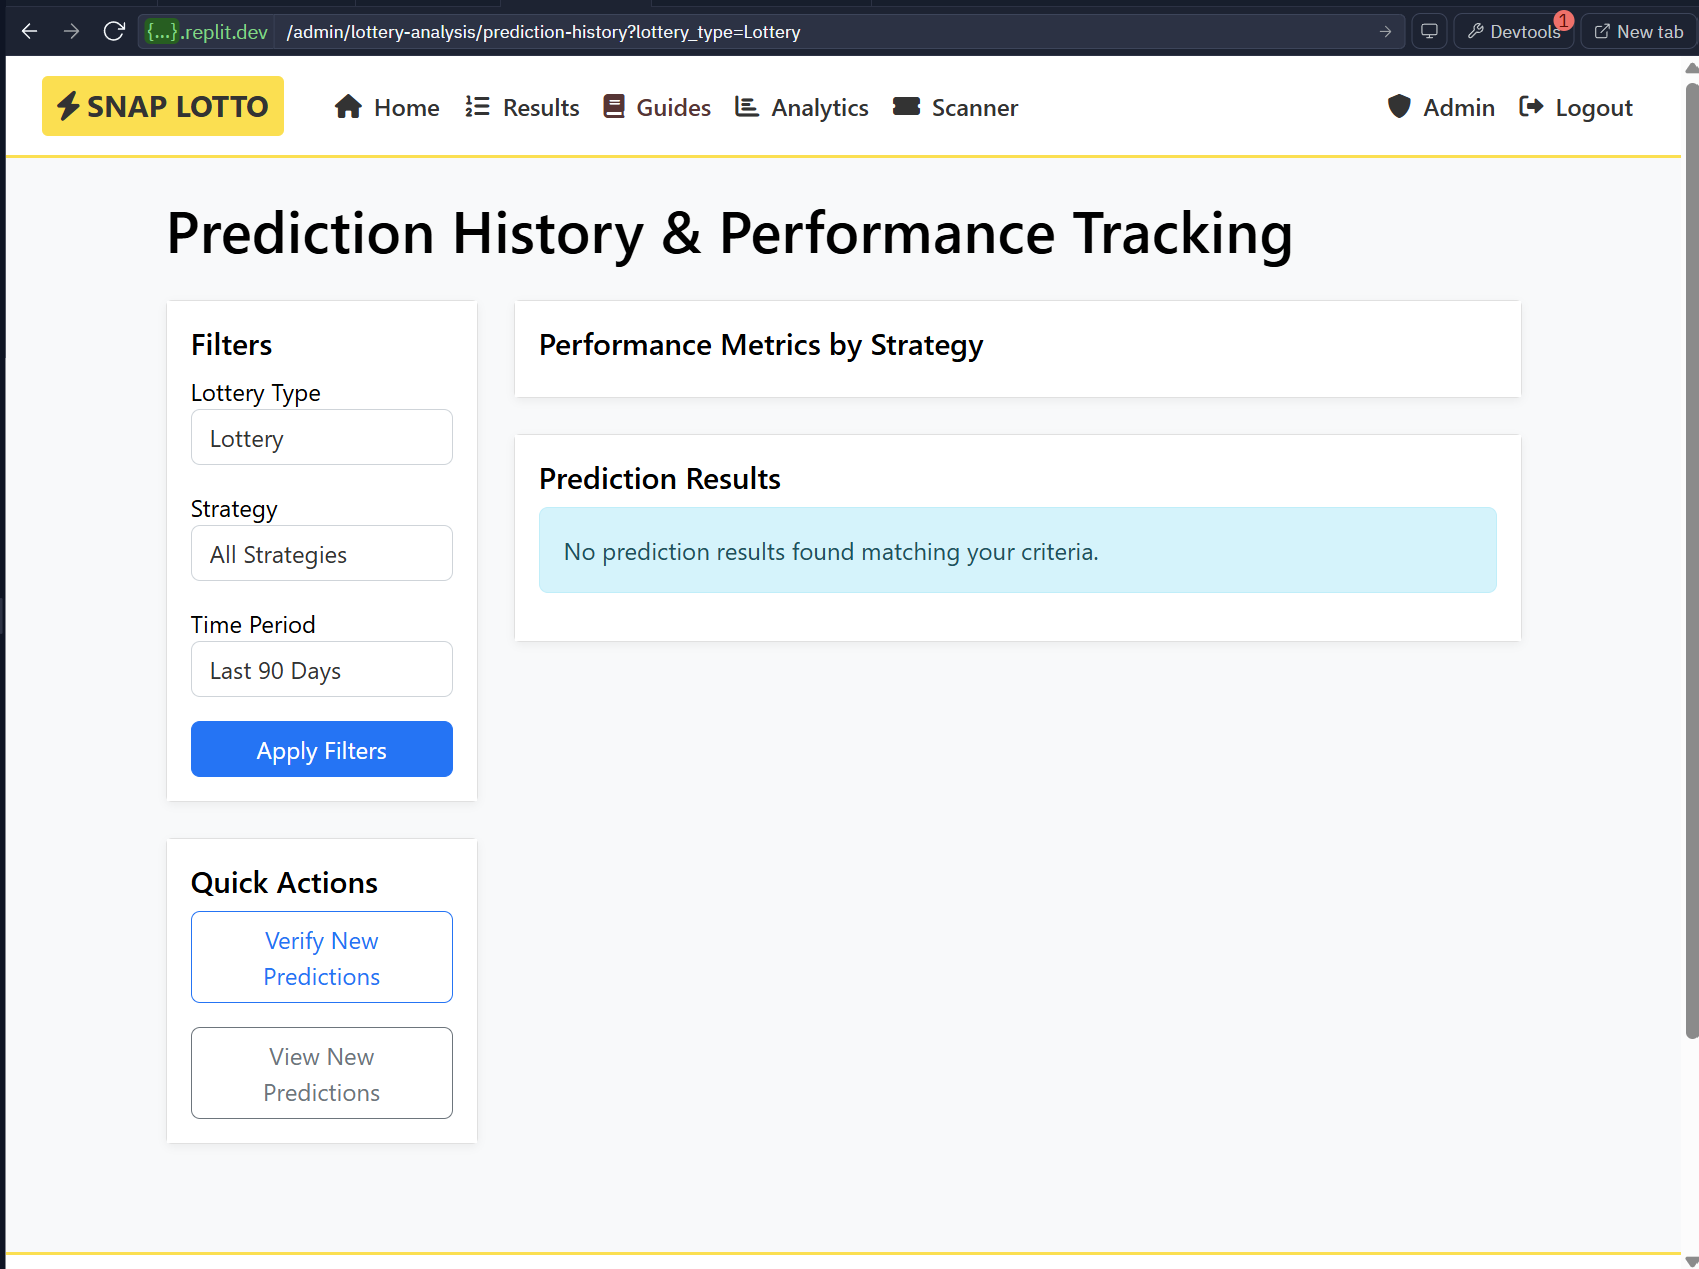 {...}.replit.dev /admin/lottery-analysis/prediction-history?lottery_type=Lottery Devtools 1 New tab
SNAP LOTTO Home Results Guides Analytics Scanner Admin Logout
Prediction History & Performance Tracking
Filters
Lottery Type
Lottery
Strategy
All Strategies
Time Period
Last 90 Days
Apply Filters
Quick Actions
Verify New
Predictions
View New
Predictions
Performance Metrics by Strategy
Prediction Results
No prediction results found matching your criteria.